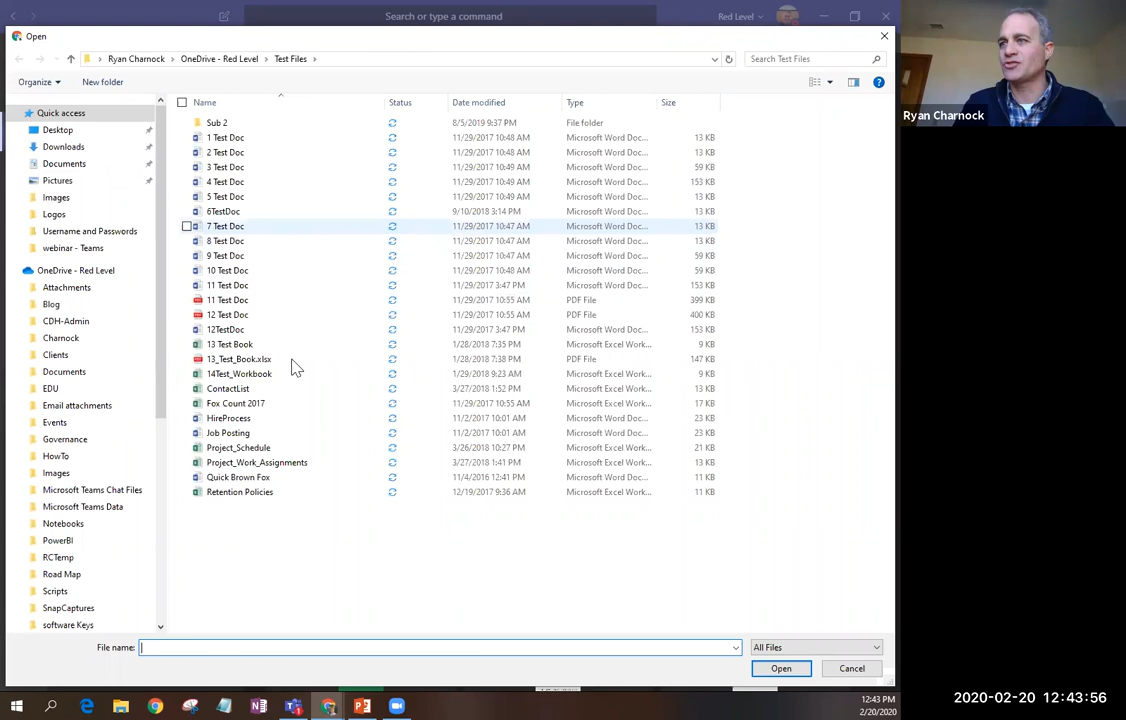 Search or type a command
Red Level
Open
Ryan Charnock > OneDrive - Red Level > Test Files >
Search Test Files
Organize
New folder
Name Status Date modified Type Size
Quick access
Desktop
Downloads
Documents
Pictures
Images
Logos
Username and Passwords
webinar - Teams
OneDrive - Red Level
Attachments
Blog
CDH-Admin
Charnock
Clients
Documents
EDU
Email attachments
Events
Governance
HowTo
Images
Microsoft Teams Chat Files
Microsoft Teams Data
Notebooks
PowerBI
RCTemp
Road Map
Scripts
SnapCaptures
software Keys
Sub 2 8/5/2019 9:37 PM File folder
1 Test Doc 11/29/2017 10:48 AM Microsoft Word Doc... 13 KB
2 Test Doc 11/29/2017 10:48 AM Microsoft Word Doc... 13 KB
3 Test Doc 11/29/2017 10:49 AM Microsoft Word Doc... 59 KB
4 Test Doc 11/29/2017 10:49 AM Microsoft Word Doc... 153 KB
5 Test Doc 11/29/2017 10:49 AM Microsoft Word Doc... 13 KB
6TestDoc 9/10/2018 3:14 PM Microsoft Word Doc... 13 KB
7 Test Doc 11/29/2017 10:47 AM Microsoft Word Doc... 13 KB
8 Test Doc 11/29/2017 10:47 AM Microsoft Word Doc... 13 KB
9 Test Doc 11/29/2017 10:47 AM Microsoft Word Doc... 59 KB
10 Test Doc 11/29/2017 10:48 AM Microsoft Word Doc... 59 KB
11 Test Doc 11/29/2017 3:47 PM Microsoft Word Doc... 153 KB
11 Test Doc 11/29/2017 10:55 AM PDF File 399 KB
12 Test Doc 11/29/2017 10:55 AM PDF File 400 KB
12TestDoc 11/29/2017 3:47 PM Microsoft Word Doc... 153 KB
13 Test Book 1/28/2018 7:35 PM Microsoft Excel Work... 9 KB
13_Test_Book.xlsx 1/28/2018 7:38 PM PDF File 147 KB
14Test_Workbook 1/29/2018 9:23 AM Microsoft Excel Work... 9 KB
ContactList 3/27/2018 1:52 PM Microsoft Excel Work... 13 KB
Fox Count 2017 11/29/2017 10:55 AM Microsoft Excel Work... 17 KB
HireProcess 11/2/2017 10:01 AM Microsoft Word Doc... 23 KB
Job Posting 11/2/2017 10:01 AM Microsoft Word Doc... 23 KB
Project_Schedule 3/26/2018 10:27 PM Microsoft Excel Work... 21 KB
Project_Work_Assignments 3/27/2018 1:41 PM Microsoft Excel Work... 13 KB
Quick Brown Fox 11/4/2016 12:41 PM Microsoft Word Doc... 11 KB
Retention Policies 12/19/2017 9:36 AM Microsoft Excel Work... 11 KB
File name:
All Files
Open
Cancel
12:43 PM
2/20/2020
Ryan Charnock
2020-02-20 12:43:56